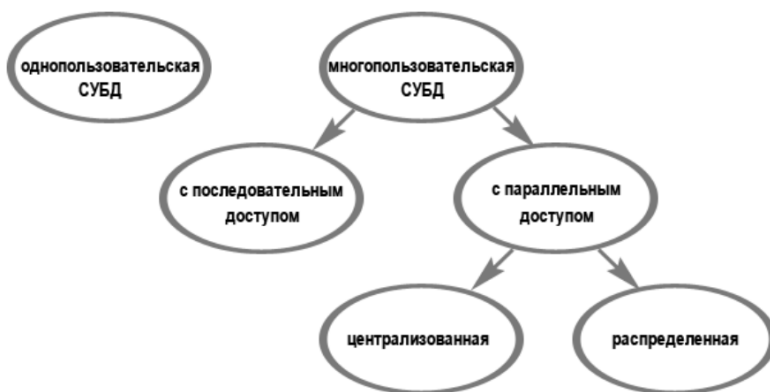 однопользовательская
СУБД
многопользовательская
СУБД
с последовательным
доступом
с параллельным
доступом
централизованная
распределенная